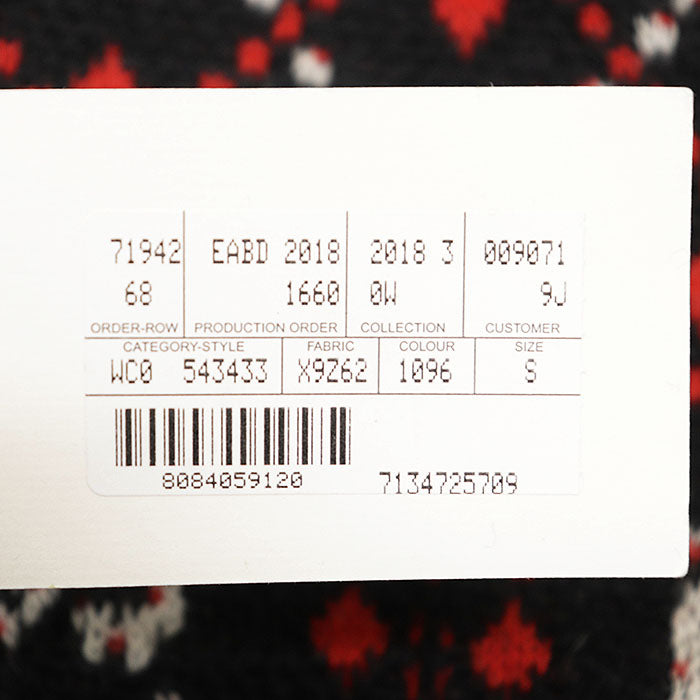 71942 EABD 2018 2018 3 009071
68 1660 0W 9J
ORDER-ROW PRODUCTION ORDER COLLECTION CUSTOMER
CATEGORY-STYLE FABRIC COLOUR SIZE
WC0 543433 X9Z62 1096 S
8084059120 7134725709